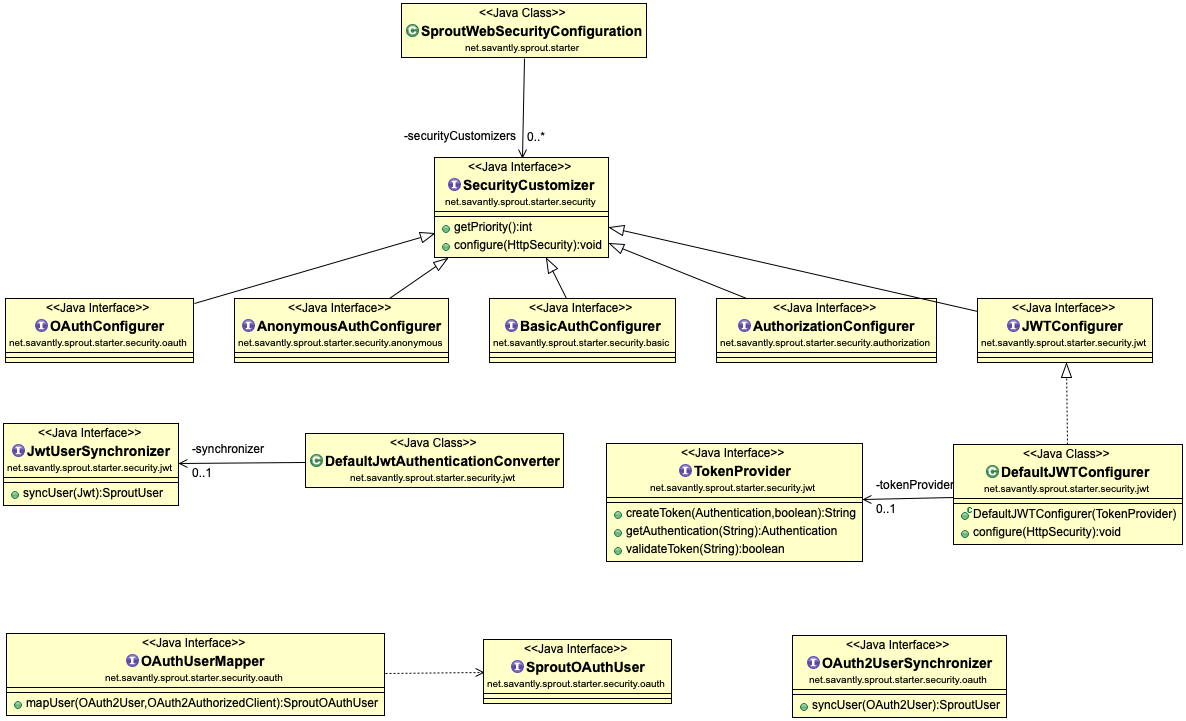 <<Java Class>>
SproutWebSecurityConfiguration
net.savantly.sprout.starter
-securityCustomizers 0..*
<<Java Interface>>
SecurityCustomizer
net.savantly.sprout.starter.security
getPriority():int
configure(HttpSecurity):void
<<Java Interface>>
OAuthConfigurer
net.savantly.sprout.starter.security.oauth
<<Java Interface>>
AnonymousAuthConfigurer
net.savantly.sprout.starter.security.anonymous
<<Java Interface>>
BasicAuthConfigurer
net.savantly.sprout.starter.security.basic
<<Java Interface>>
AuthorizationConfigurer
net.savantly.sprout.starter.security.authorization
<<Java Interface>>
JWTConfigurer
net.savantly.sprout.starter.security.jwt
<<Java Interface>>
JwtUserSynchronizer
net.savantly.sprout.starter.security.jwt
syncUser(Jwt):SproutUser
-synchronizer
0..1
<<Java Class>>
DefaultJwtAuthenticationConverter
net.savantly.sprout.starter.security.jwt
<<Java Interface>>
TokenProvider
net.savantly.sprout.starter.security.jwt
createToken(Authentication,boolean):String
getAuthentication(String):Authentication
validateToken(String):boolean
-tokenProvider
0..1
<<Java Class>>
DefaultJWTConfigurer
net.savantly.sprout.starter.security.jwt
DefaultJWTConfigurer(TokenProvider)
configure(HttpSecurity):void
<<Java Interface>>
OAuthUserMapper
net.savantly.sprout.starter.security.oauth
mapUser(OAuth2User,OAuth2AuthorizedClient):SproutOAuthUser
<<Java Interface>>
SproutOAuthUser
net.savantly.sprout.starter.security.oauth
<<Java Interface>>
OAuth2UserSynchronizer
net.savantly.sprout.starter.security.oauth
syncUser(OAuth2User):SproutUser